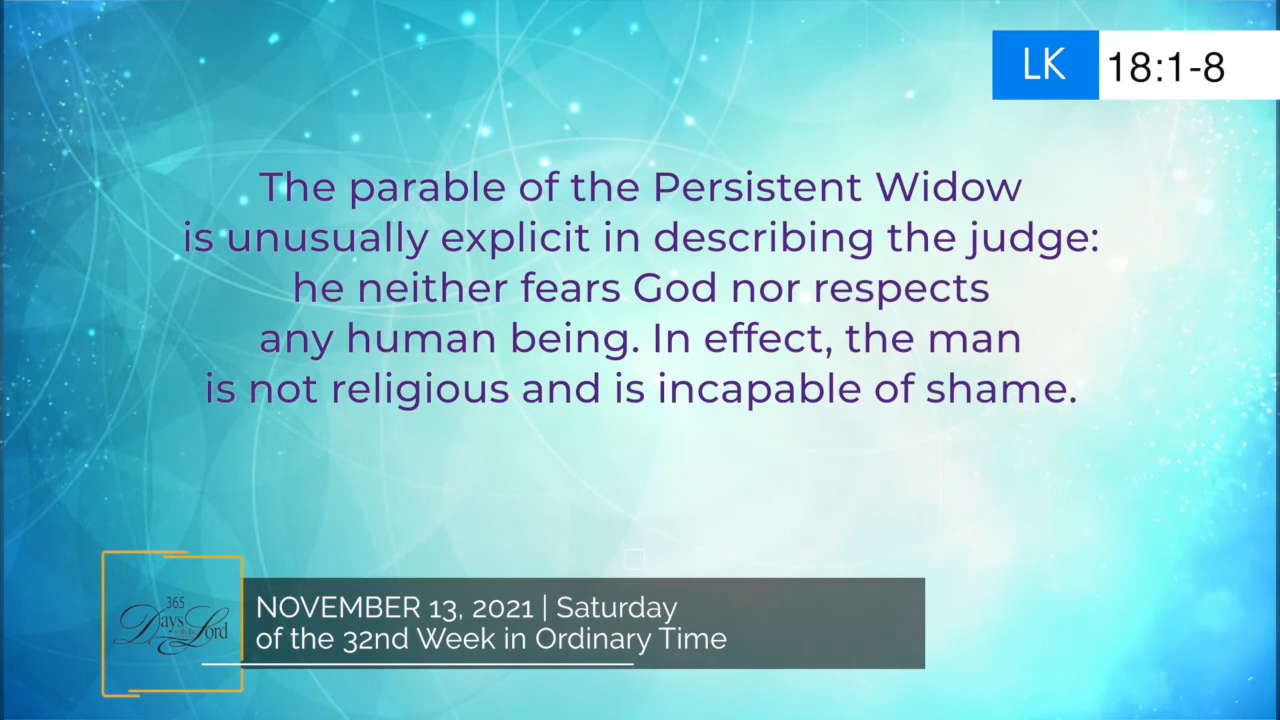 LK 18:1-8
The parable of the Persistent Widow
is unusually explicit in describing the judge:
he neither fears God nor respects
any human being. In effect, the man
is not religious and is incapable of shame.
365
Days with the Lord
NOVEMBER 13, 2021 | Saturday
of the 32nd Week in Ordinary Time